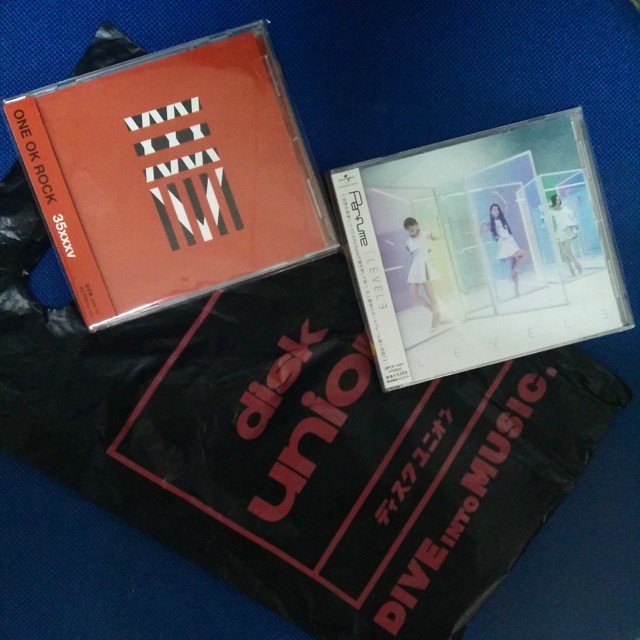 ONE OK ROCK 35xxxv
Perfume
LEVEL3
LEVEL3
disk
union
ディスクユニオン
DIVE INTO MUSIC.